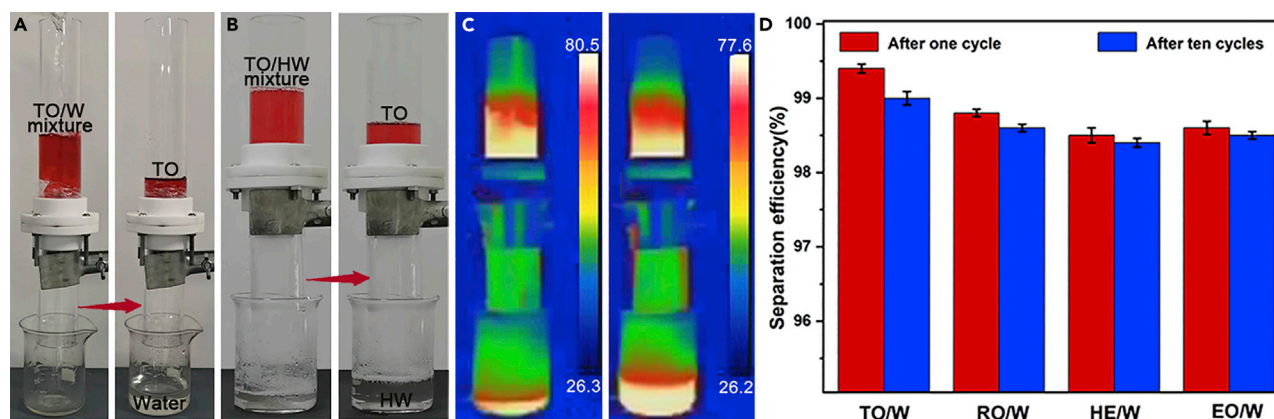 A
TO/W
mixture
TO
Water
B
TO/HW
mixture
TO
HW
C
80.5
26.3
77.6
26.2
D
After one cycle
After ten cycles
Separation efficiency(%)
100
99
98
97
96
TO/W
RO/W
HE/W
EO/W